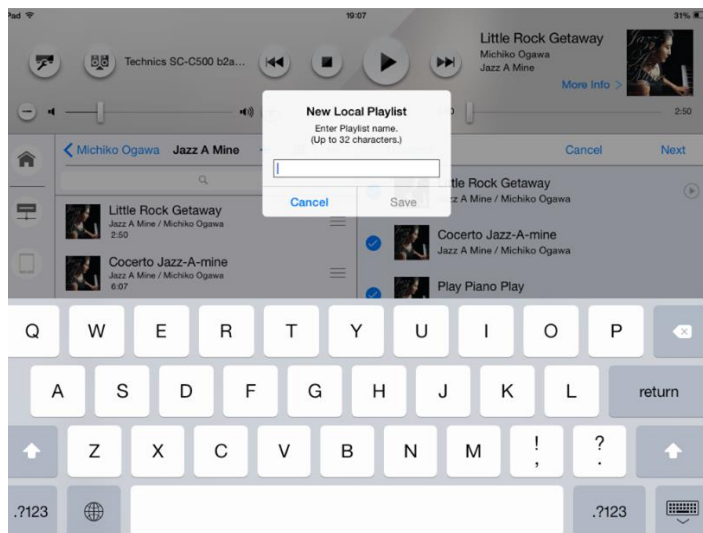 Pad
19:07
31%
Technics SC-C500 b2a...
Little Rock Getaway
Michiko Ogawa
Jazz A Mine
More Info >
2:50
New Local Playlist
Enter Playlist name.
(Up to 32 characters.)
Cancel
Save
Michiko Ogawa
Jazz A Mine
Cancel
Next
Little Rock Getaway
Jazz A Mine / Michiko Ogawa
2:50
Cocerto Jazz-A-mine
Jazz A Mine / Michiko Ogawa
6:07
tle Rock Getaway
zz A Mine / Michiko Ogawa
Cocerto Jazz-A-mine
Jazz A Mine / Michiko Ogawa
Play Piano Play
Q W E R T Y U I O P
A S D F G H J K L return
Z X C V B N M ! , ? .
.?123 .?123